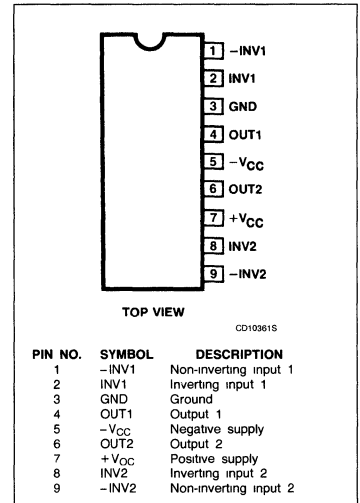 1 −INV1
2 INV1
3 GND
4 OUT1
5 −VCC
6 OUT2
7 +VCC
8 INV2
9 −INV2
TOP VIEW
CD10361S
PIN NO. SYMBOL DESCRIPTION
1 −INV1 Non-inverting input 1
2 INV1 Inverting input 1
3 GND Ground
4 OUT1 Output 1
5 −VCC Negative supply
6 OUT2 Output 2
7 +VOC Positive supply
8 INV2 Inverting input 2
9 −INV2 Non-inverting input 2